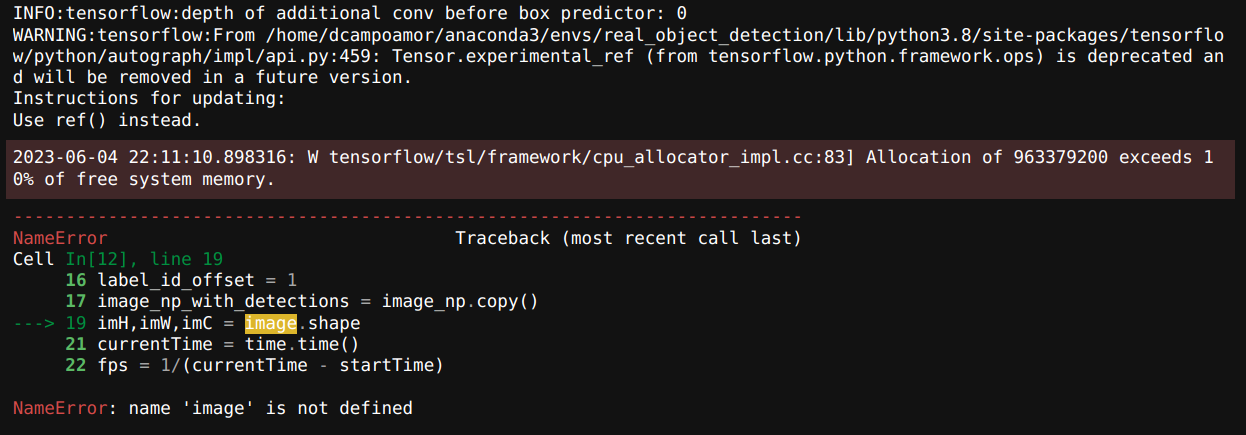 INFO:tensorflow:depth of additional conv before box predictor: 0
WARNING:tensorflow:From /home/dcampoamor/anaconda3/envs/real_object_detection/lib/python3.8/site-packages/tensorflo
w/python/autograph/impl/api.py:459: Tensor.experimental_ref (from tensorflow.python.framework.ops) is deprecated an
d will be removed in a future version.
Instructions for updating:
Use ref() instead.
2023-06-04 22:11:10.898316: W tensorflow/tsl/framework/cpu_allocator_impl.cc:83] Allocation of 963379200 exceeds 1
0% of free system memory.
---------------------------------------------------------------------------
NameError                                 Traceback (most recent call last)
Cell In[12], line 19
     16 label_id_offset = 1
     17 image_np_with_detections = image_np.copy()
---> 19 imH,imW,imC = image.shape
     21 currentTime = time.time()
     22 fps = 1/(currentTime - startTime)
NameError: name 'image' is not defined